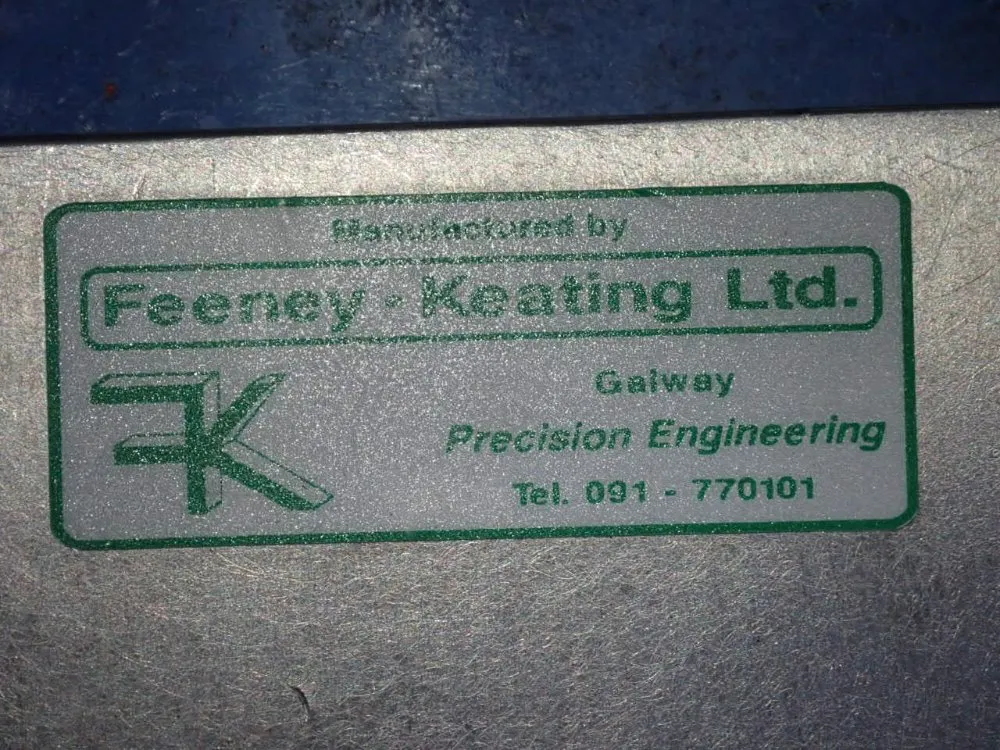 Manufactured by
Feeney - Keating Ltd.
FK
Galway
Precision Engineering
Tel. 091 - 770101